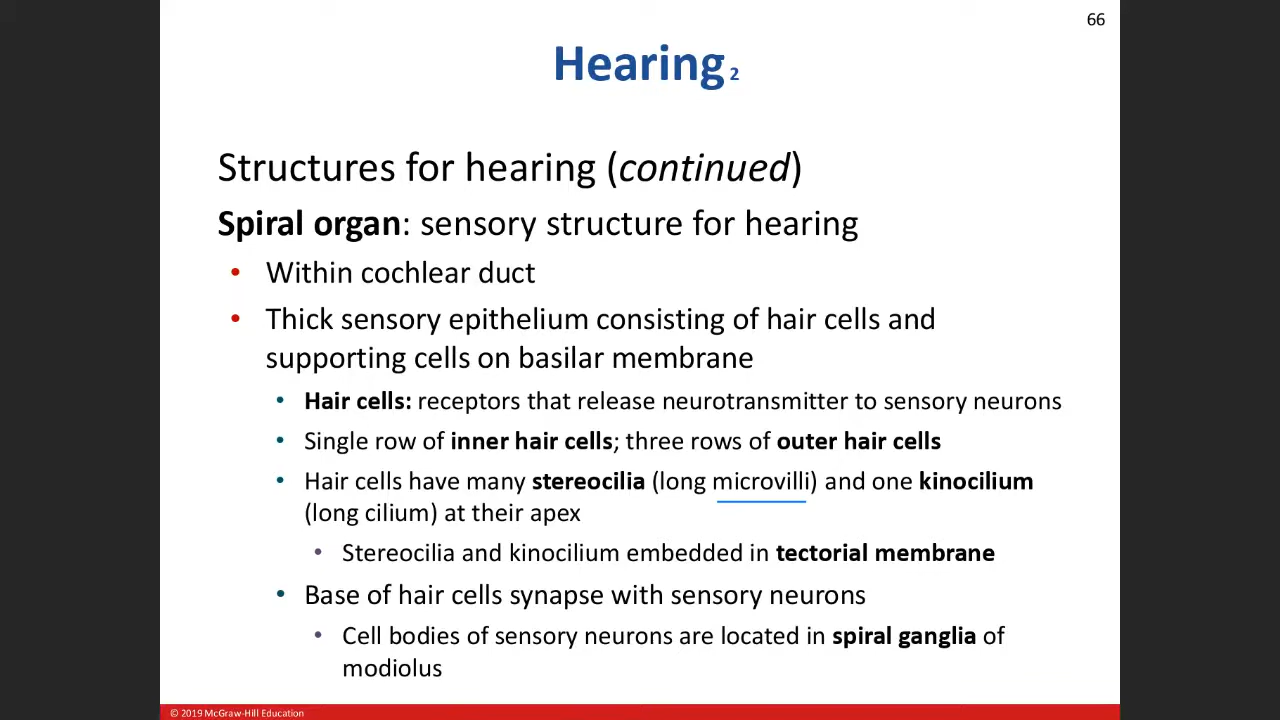 66
Hearing 2
Structures for hearing (continued)
Spiral organ: sensory structure for hearing
• Within cochlear duct
• Thick sensory epithelium consisting of hair cells and
supporting cells on basilar membrane
• Hair cells: receptors that release neurotransmitter to sensory neurons
• Single row of inner hair cells; three rows of outer hair cells
• Hair cells have many stereocilia (long microvilli) and one kinocilium
(long cilium) at their apex
• Stereocilia and kinocilium embedded in tectorial membrane
• Base of hair cells synapse with sensory neurons
• Cell bodies of sensory neurons are located in spiral ganglia of
modiolus
© 2019 McGraw-Hill Education